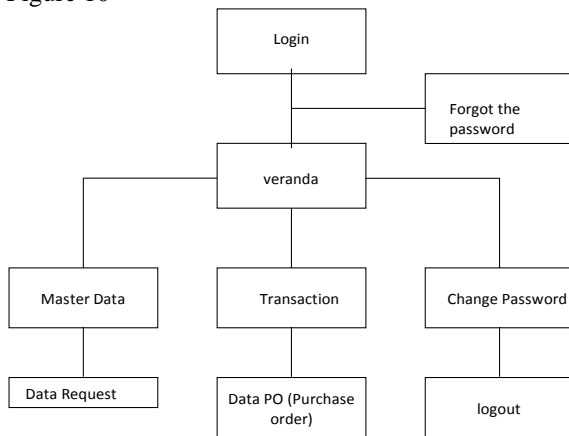 Figure 10
Login
Forgot the
password
veranda
Master Data
Transaction
Change Password
Data Request
Data PO (Purchase
order)
logout